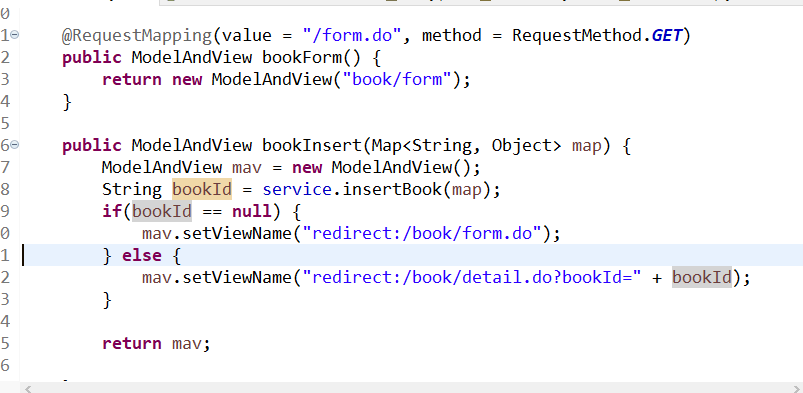 0
1 @RequestMapping(value = "/form.do", method = RequestMethod.GET)
2 public ModelAndView bookForm() {
3 return new ModelAndView("book/form");
4 }
5
6 public ModelAndView bookInsert(Map<String, Object> map) {
7 ModelAndView mav = new ModelAndView();
8 String bookId = service.insertBook(map);
9 if(bookId == null) {
0 mav.setViewName("redirect:/book/form.do");
1 } else {
2 mav.setViewName("redirect:/book/detail.do?bookId=" + bookId);
3 }
4
5 return mav;
6